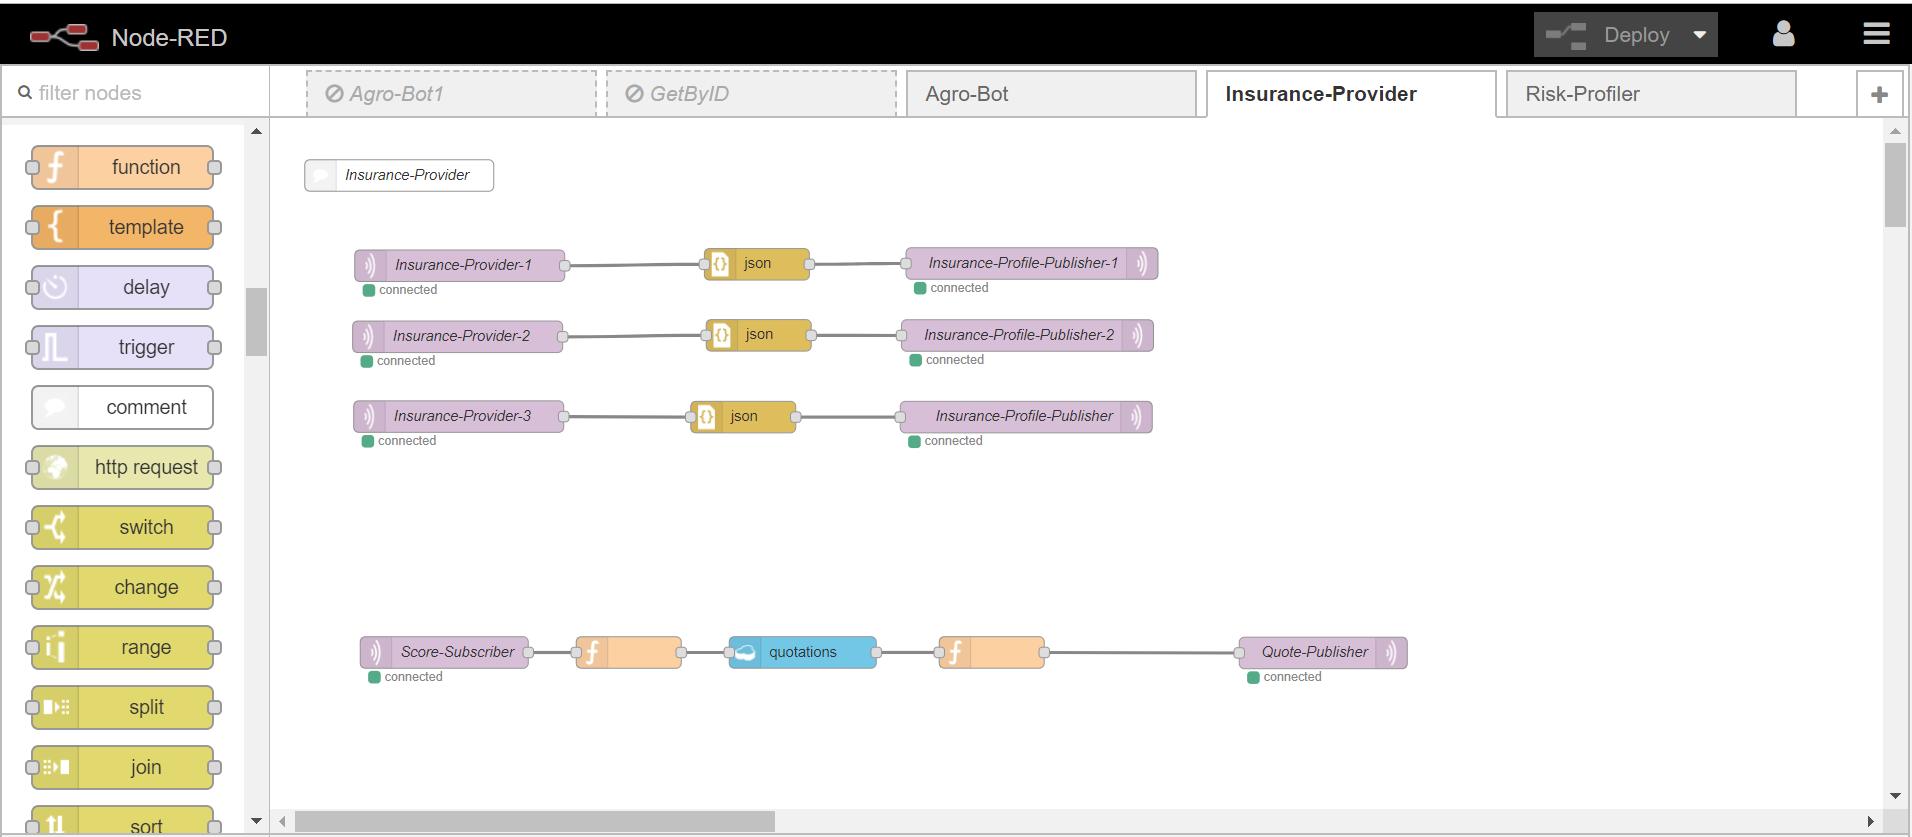 Node-RED
Deploy
filter nodes
Agro-Bot1
GetByID
Agro-Bot
Insurance-Provider
Risk-Profiler
function
template
delay
trigger
comment
http request
switch
change
range
split
join
sort
Insurance-Provider
Insurance-Provider-1
json
Insurance-Profile-Publisher-1
connected
connected
Insurance-Provider-2
json
Insurance-Profile-Publisher-2
connected
connected
Insurance-Provider-3
json
Insurance-Profile-Publisher
connected
connected
Score-Subscriber
quotations
Quote-Publisher
connected
connected